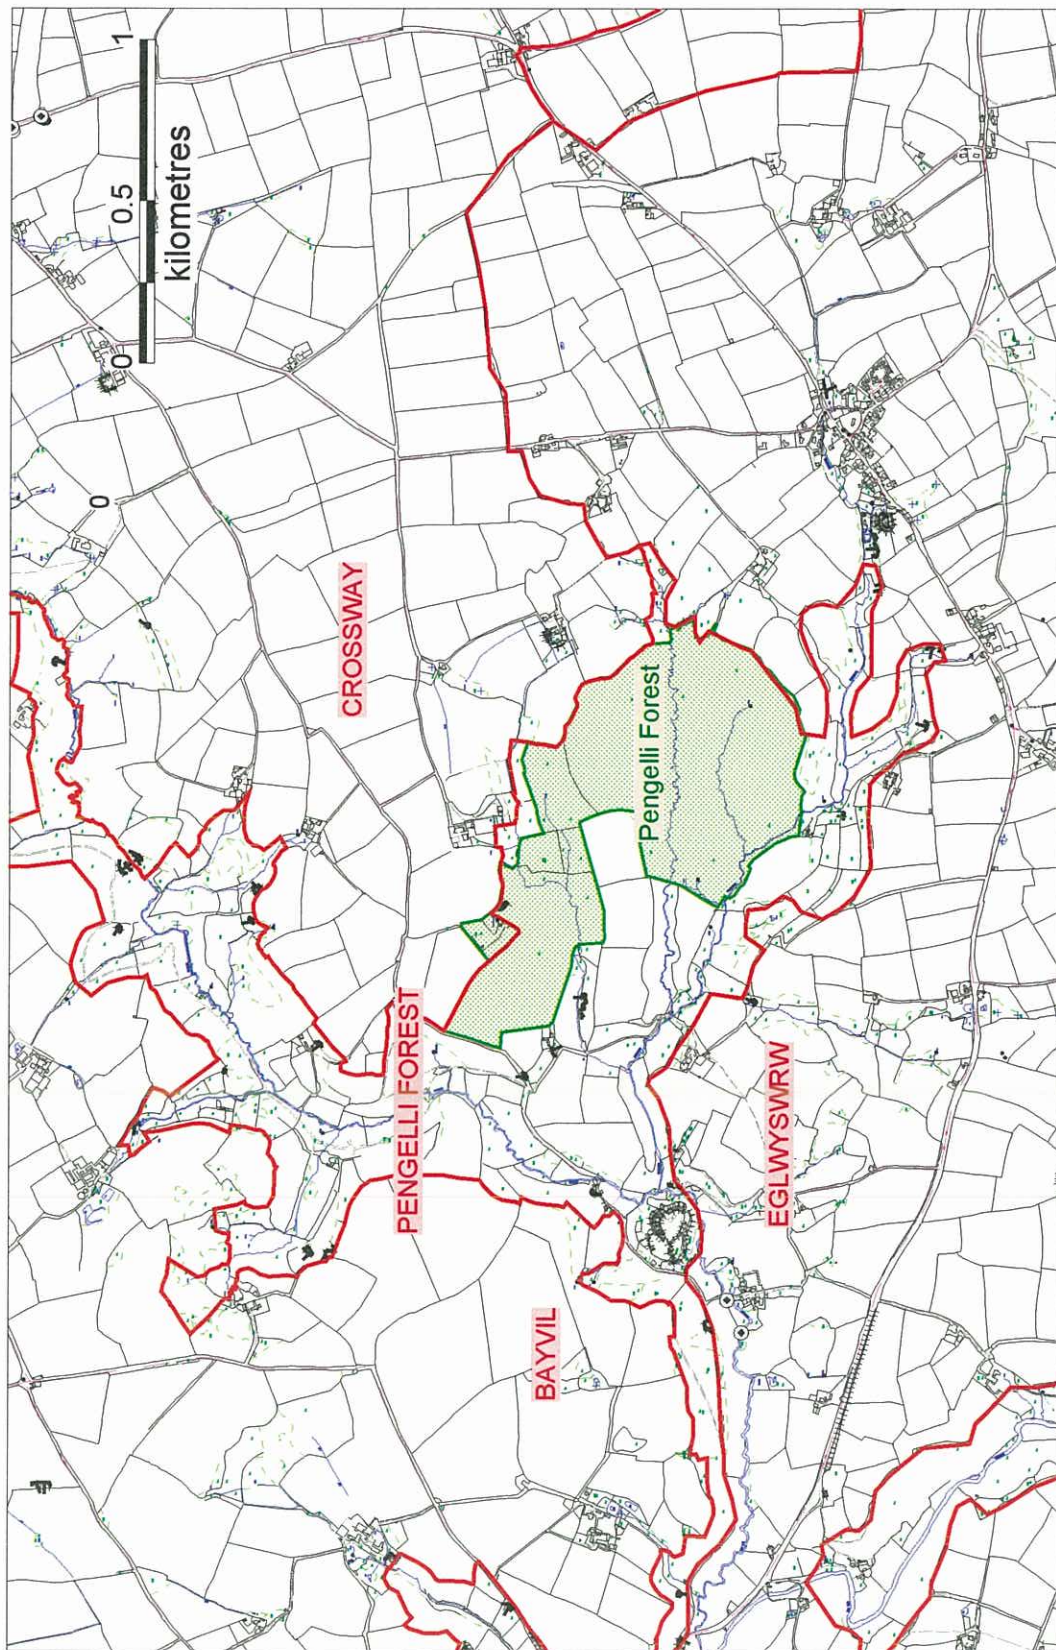 0
0.5
1
kilometres
0
CROSSWAY
Pengelli Forest
PENGELLI FOREST
EGLWYSWRW
BAYVIL